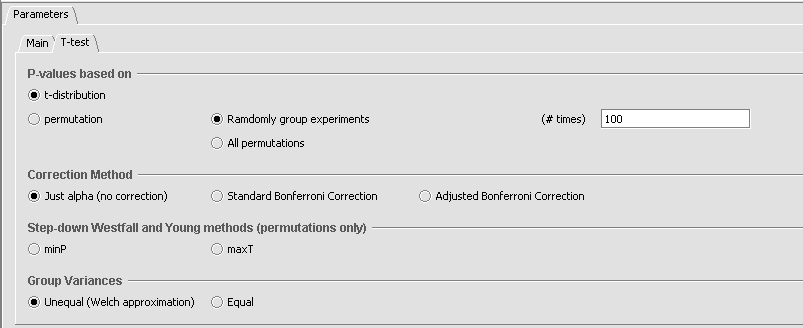 Parameters
Main T-test
P-values based on
t-distribution
permutation Ramdomly group experiments (# times) 100
All permutations
Correction Method
Just alpha (no correction) Standard Bonferroni Correction Adjusted Bonferroni Correction
Step-down Westfall and Young methods (permutations only)
minP maxT
Group Variances
Unequal (Welch approximation) Equal